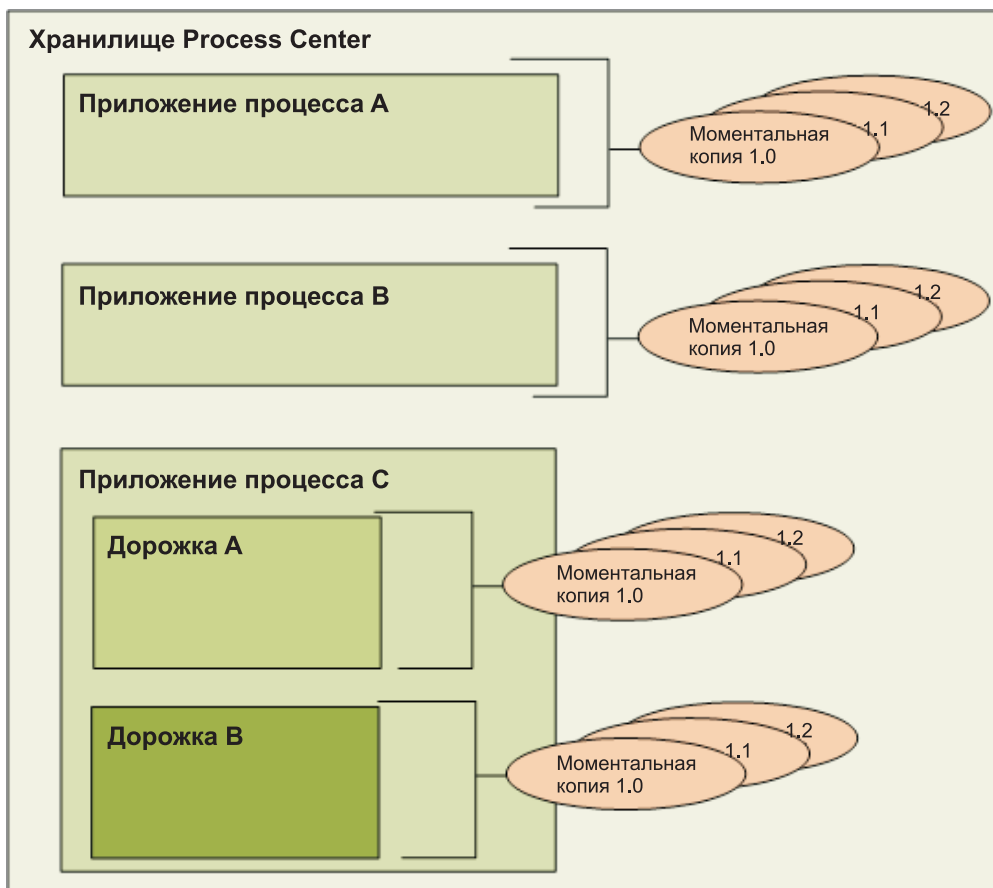 Хранилище Process Center
Приложение процесса A
Моментальная
копия 1.0
1.1
1.2
Приложение процесса B
Моментальная
копия 1.0
1.1
1.2
Приложение процесса C
Дорожка A
Моментальная
копия 1.0
1.1
1.2
Дорожка B
Моментальная
копия 1.0
1.1
1.2